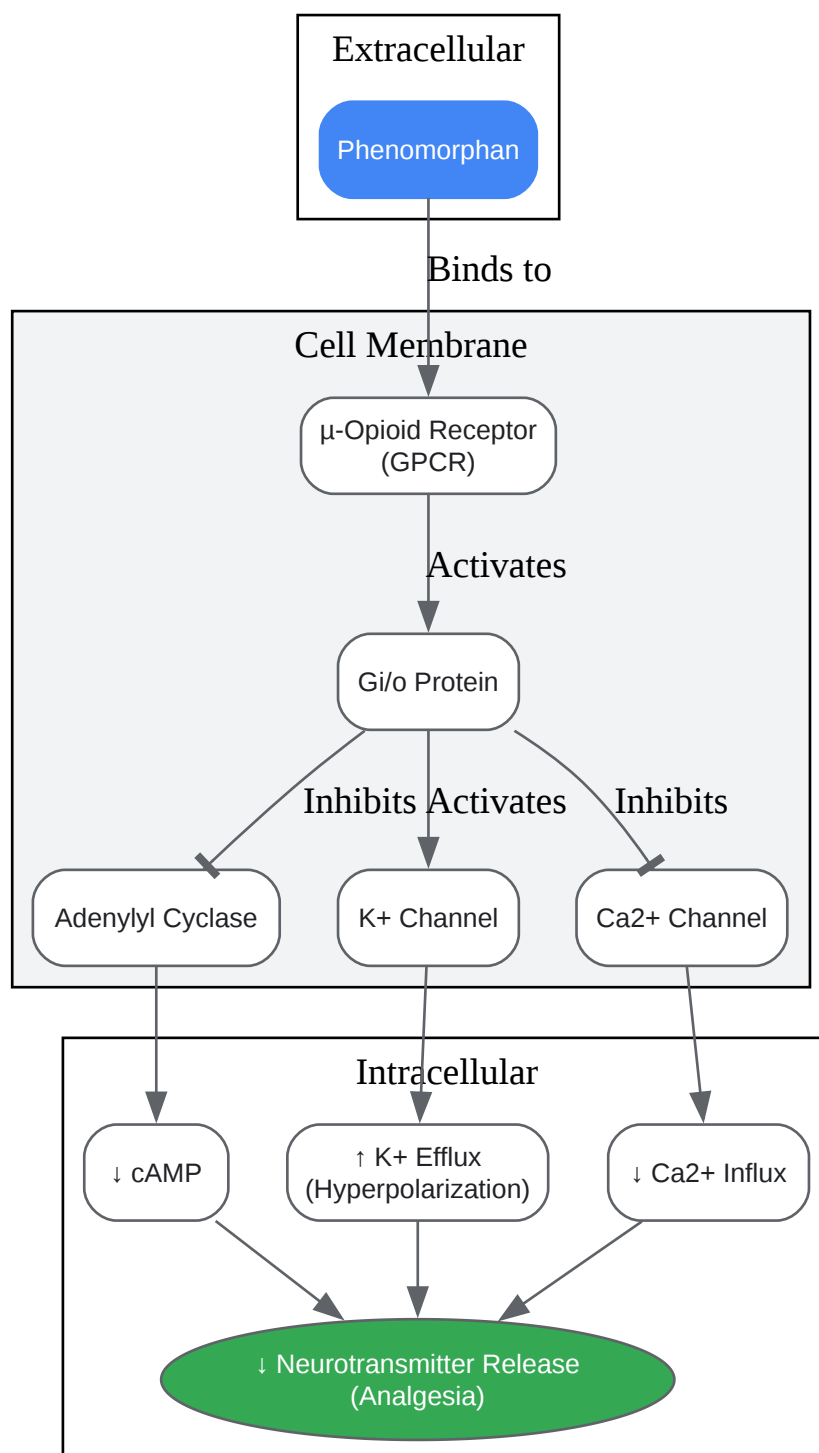 Extracellular
Phenomorphan
Binds to
Cell Membrane
µ-Opioid Receptor
(GPCR)
Activates
Gi/o Protein
Inhibits
Activates
Inhibits
Adenylyl Cyclase
K+ Channel
Ca2+ Channel
Intracellular
↓ cAMP
↑ K+ Efflux
(Hyperpolarization)
↓ Ca2+ Influx
↓ Neurotransmitter Release
(Analgesia)